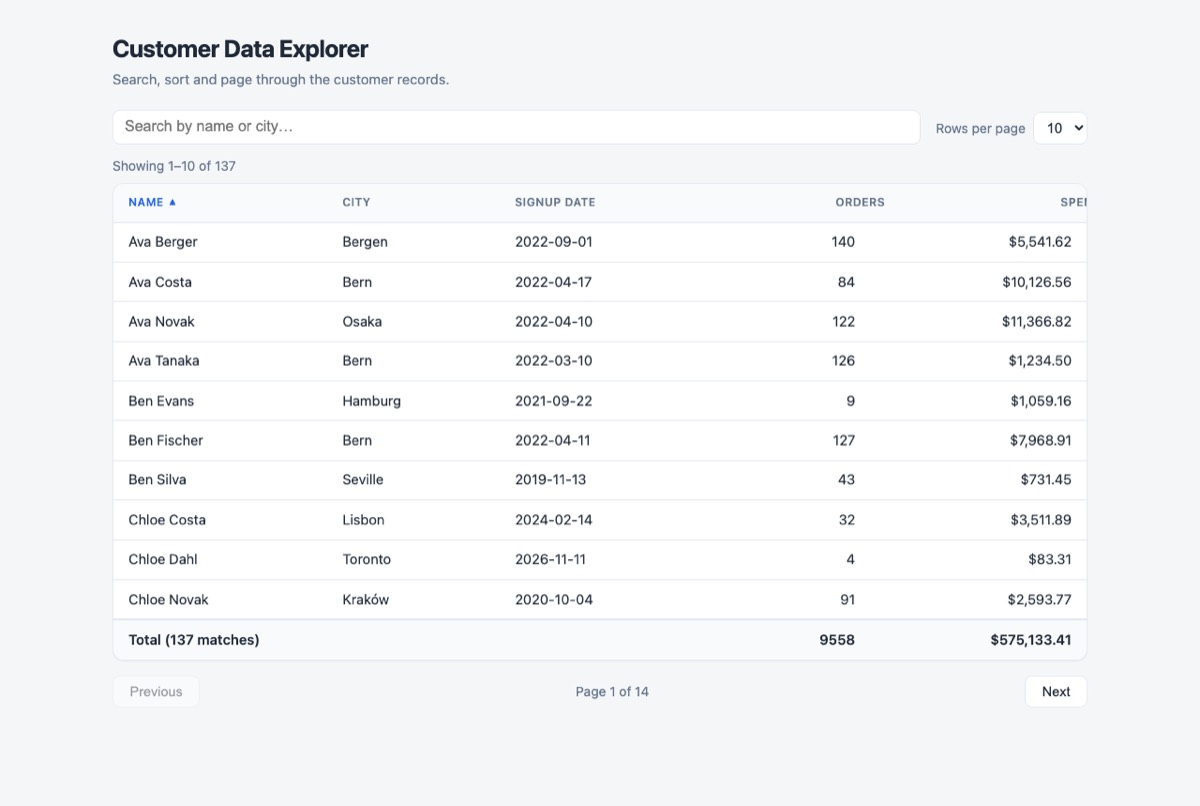 Customer Data Explorer
Search, sort and page through the customer records.
Search by name or city…
Rows per page 10
Showing 1–10 of 137
NAME ▲ CITY SIGNUP DATE ORDERS SPE
Ava Berger Bergen 2022-09-01 140 $5,541.62
Ava Costa Bern 2022-04-17 84 $10,126.56
Ava Novak Osaka 2022-04-10 122 $11,366.82
Ava Tanaka Bern 2022-03-10 126 $1,234.50
Ben Evans Hamburg 2021-09-22 9 $1,059.16
Ben Fischer Bern 2022-04-11 127 $7,968.91
Ben Silva Seville 2019-11-13 43 $731.45
Chloe Costa Lisbon 2024-02-14 32 $3,511.89
Chloe Dahl Toronto 2026-11-11 4 $83.31
Chloe Novak Kraków 2020-10-04 91 $2,593.77
Total (137 matches) 9558 $575,133.41
Previous Page 1 of 14 Next